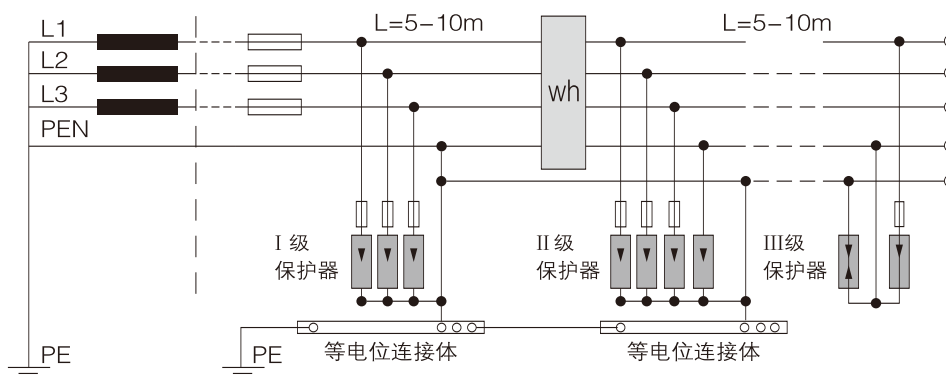 L1
L=5-10m
L=5-10m
L2
L3
wh
PEN
I 级
保护器
II 级
保护器
III级
保护器
PE
PE
等电位连接体
等电位连接体